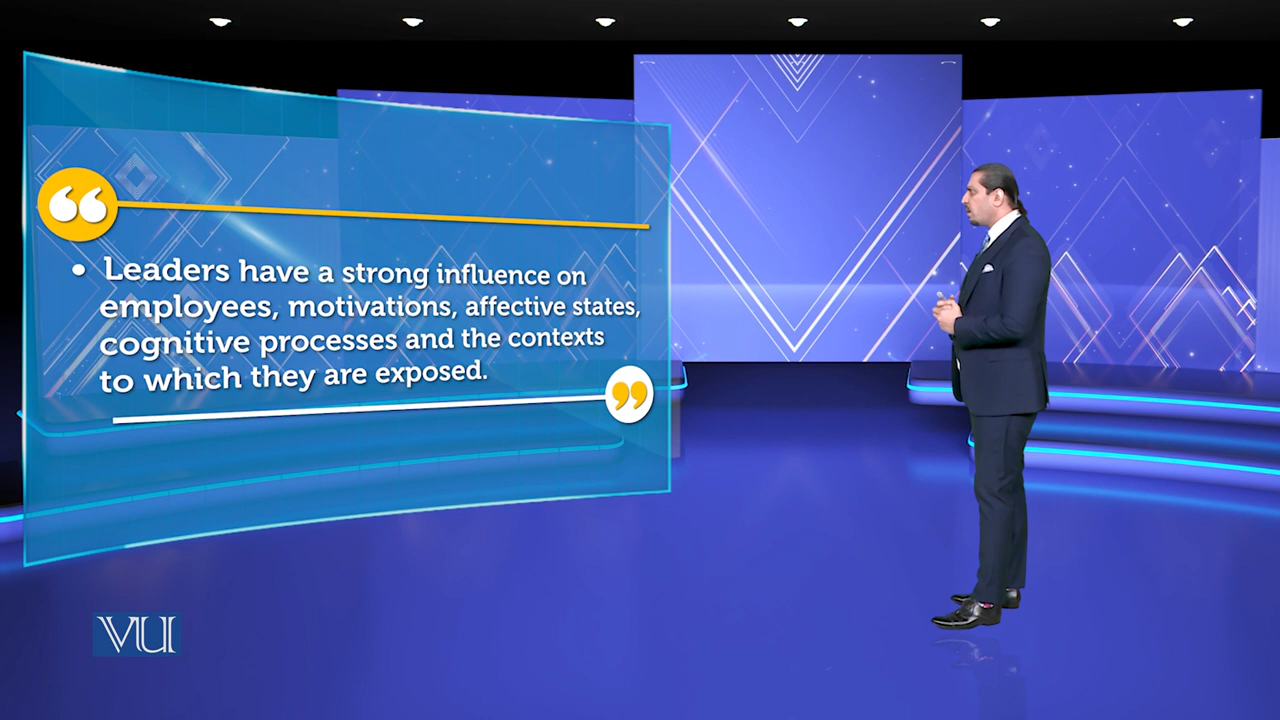 • Leaders have a strong influence on
employees, motivations, affective states,
cognitive processes and the contexts
to which they are exposed.
VU